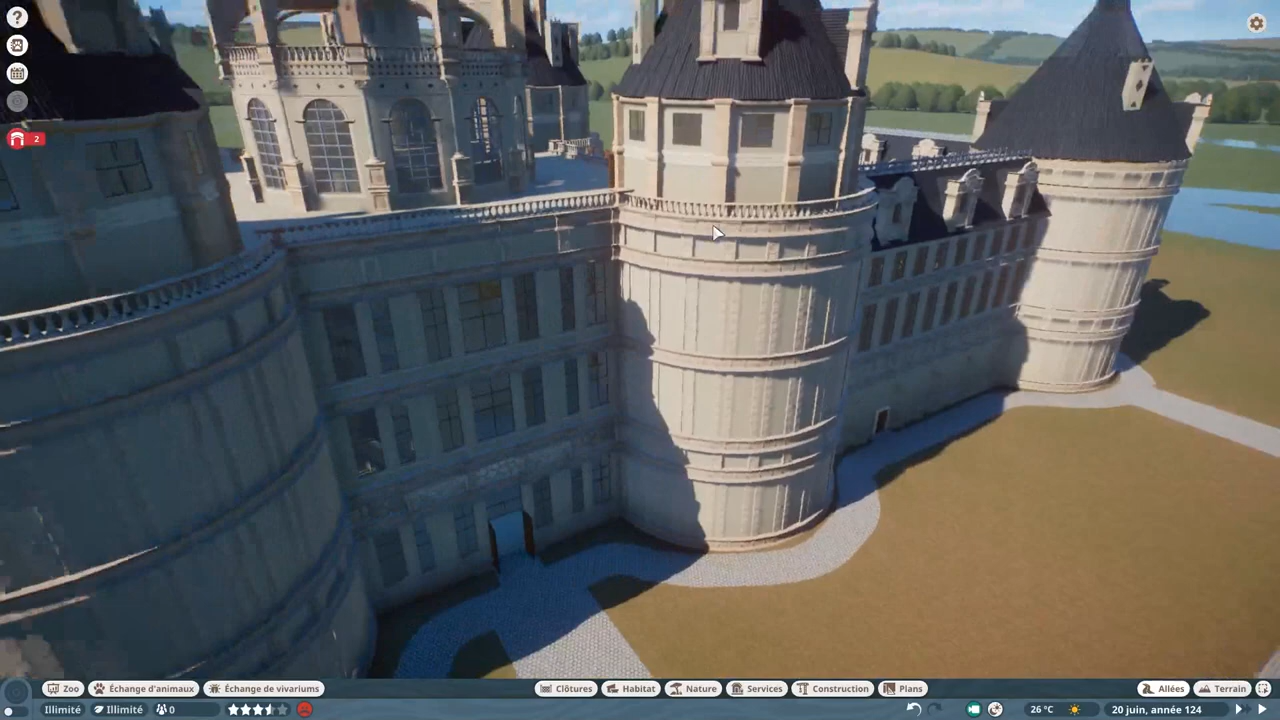 ?
2
Zoo
Échange d'animaux
Échange de vivariums
Clôtures
Habitat
Nature
Services
Construction
Plans
Allées
Terrain
Illimité
Illimité
0
26 °C
20 juin, année 124